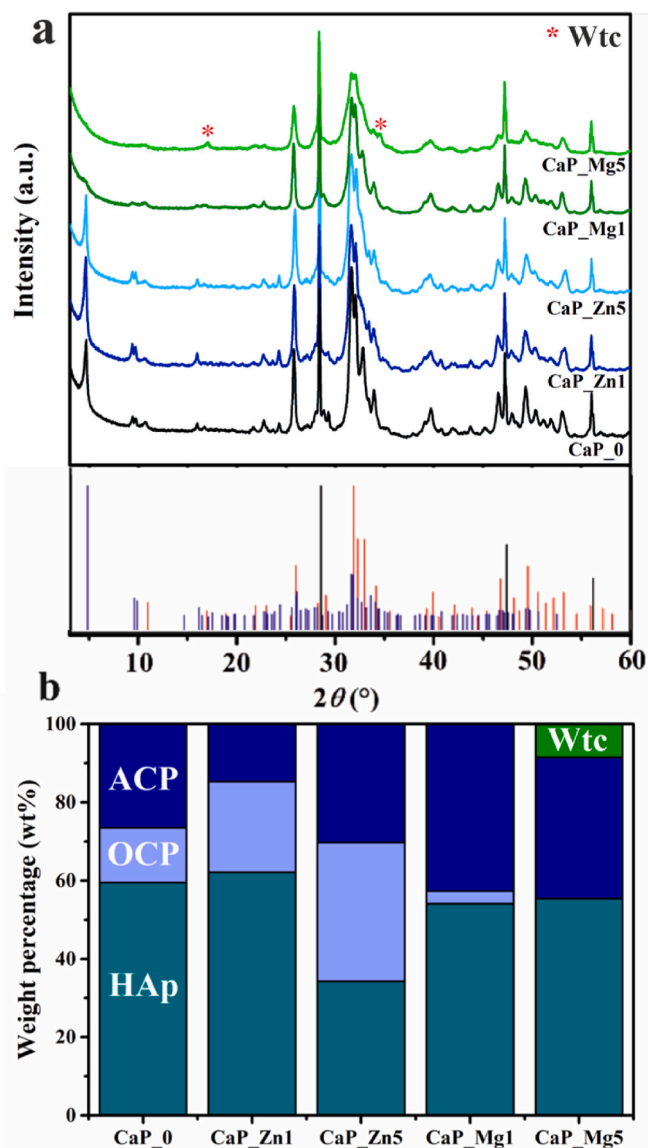 a
* Wtc
Intensity (a.u.)
*
*
CaP_Mg5
CaP_Mg1
CaP_Zn5
CaP_Zn1
CaP_0
10 20 30 40 50 60
2θ (°)
b
Weight percentage (wt%)
100
80
60
40
20
0
Wtc
ACP
OCP
HAp
CaP_0 CaP_Zn1 CaP_Zn5 CaP_Mg1 CaP_Mg5